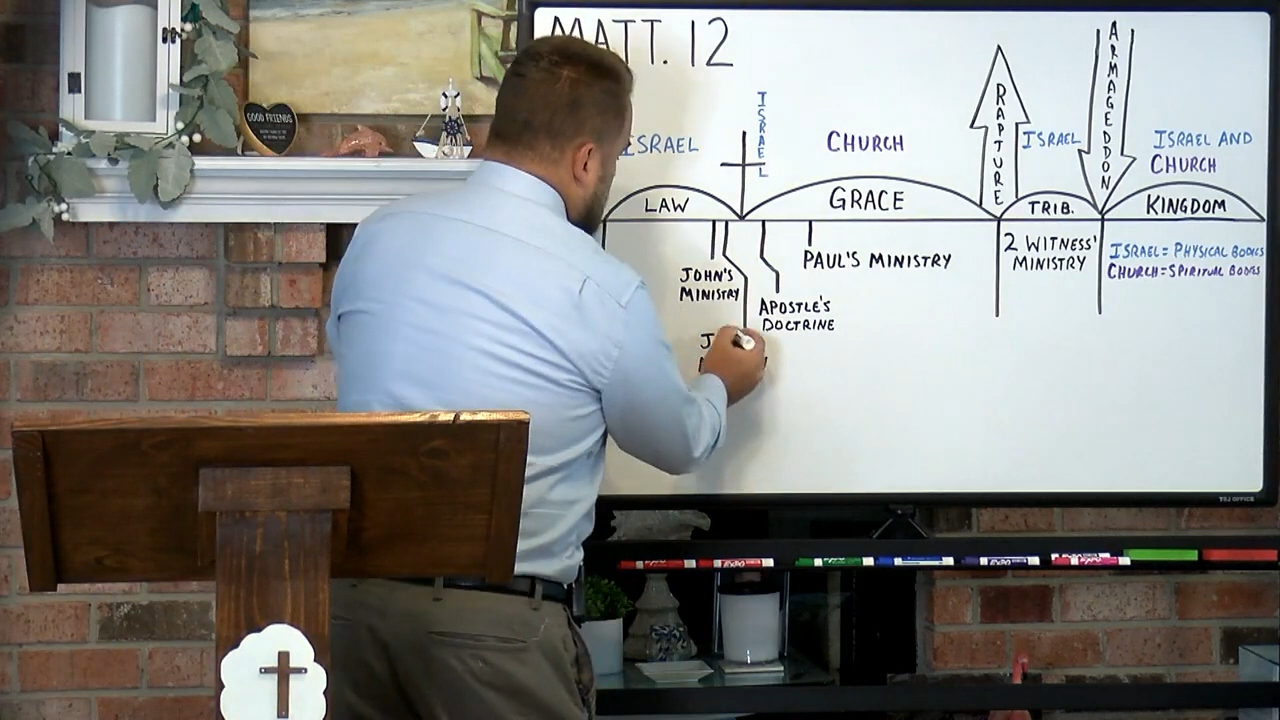 MATT. 12
ISRAEL
ISRAEL
CHURCH
RAPTURE
ISRAEL
ARMAGEDDON
ISRAEL AND
CHURCH
LAW
GRACE
TRIB.
KINGDOM
JOHN'S
MINISTRY
APOSTLE'S
DOCTRINE
PAUL'S MINISTRY
2 WITNESS'
MINISTRY
ISRAEL = PHYSICAL BODIES
CHURCH = SPIRITUAL BODIES
GOOD FRIENDS
EXPO